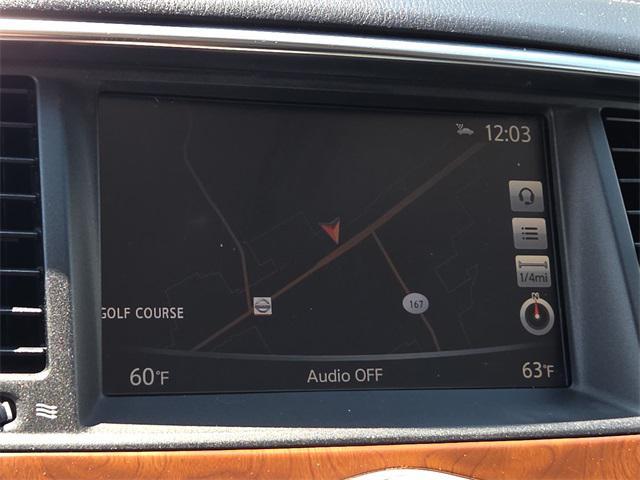 12:03
1/4mi
N
167
GOLF COURSE
60°F
Audio OFF
63°F